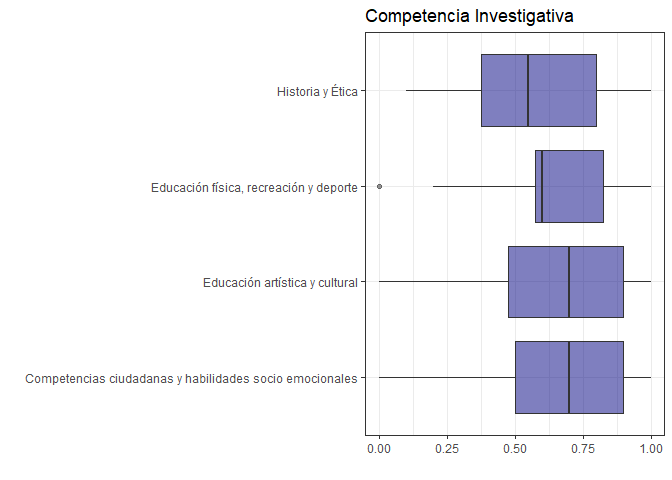 Competencia Investigativa
Historia y Ética
Educación física, recreación y deporte
Educación artística y cultural
Competencias ciudadanas y habilidades socio emocionales
0.00 0.25 0.50 0.75 1.00